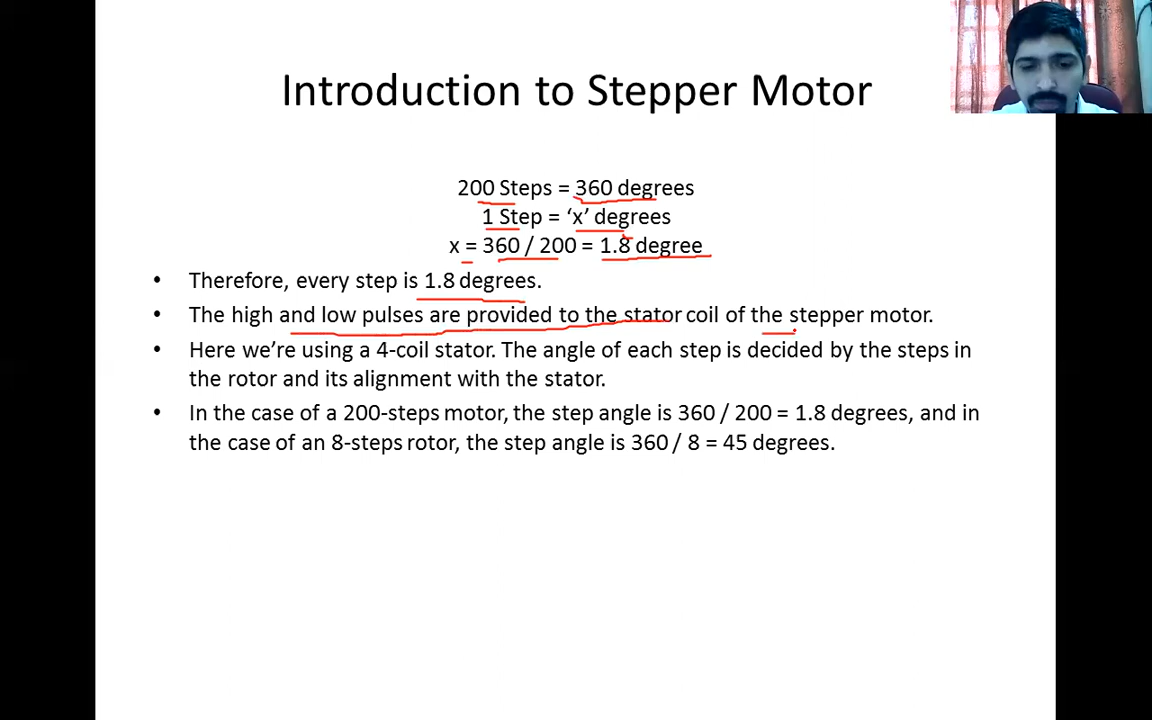 Introduction to Stepper Motor
200 Steps = 360 degrees
1 Step = ‘x’ degrees
x = 360 / 200 = 1.8 degree
• Therefore, every step is 1.8 degrees.
• The high and low pulses are provided to the stator coil of the stepper motor.
• Here we’re using a 4-coil stator. The angle of each step is decided by the steps in
the rotor and its alignment with the stator.
• In the case of a 200-steps motor, the step angle is 360 / 200 = 1.8 degrees, and in
the case of an 8-steps rotor, the step angle is 360 / 8 = 45 degrees.